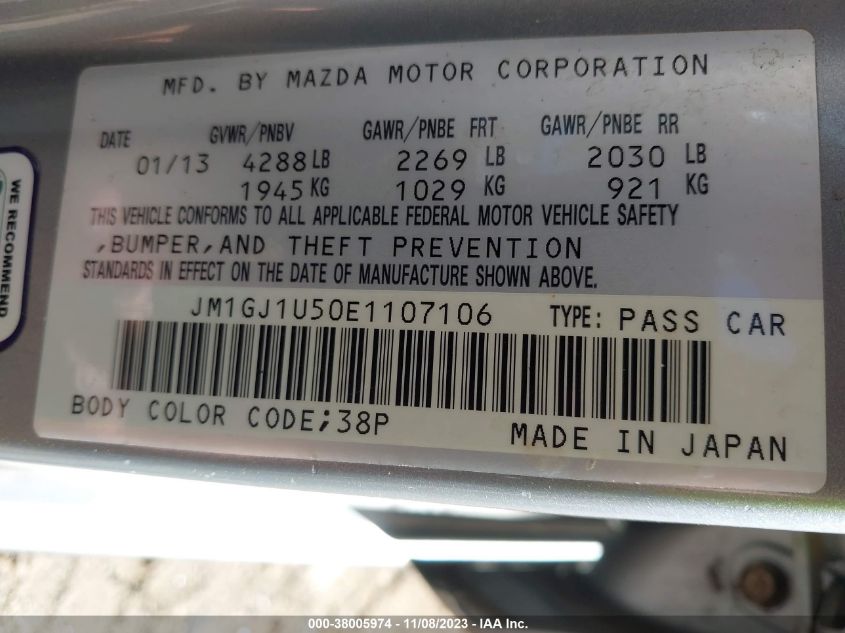 MFD. BY MAZDA MOTOR CORPORATION
DATE GVWR/PNBV GAWR/PNBE FRT GAWR/PNBE RR
01/13 4288 LB 2269 LB 2030 LB
1945 KG 1029 KG 921 KG
THIS VEHICLE CONFORMS TO ALL APPLICABLE FEDERAL MOTOR VEHICLE SAFETY
,BUMPER,AND THEFT PREVENTION
STANDARDS IN EFFECT ON THE DATE OF MANUFACTURE SHOWN ABOVE.
JM1GJ1U50E1107106 TYPE: PASS CAR
BODY COLOR CODE;38P
MADE IN JAPAN
WE RECOMMEND
000-38005974 - 11/08/2023 - IAA Inc.